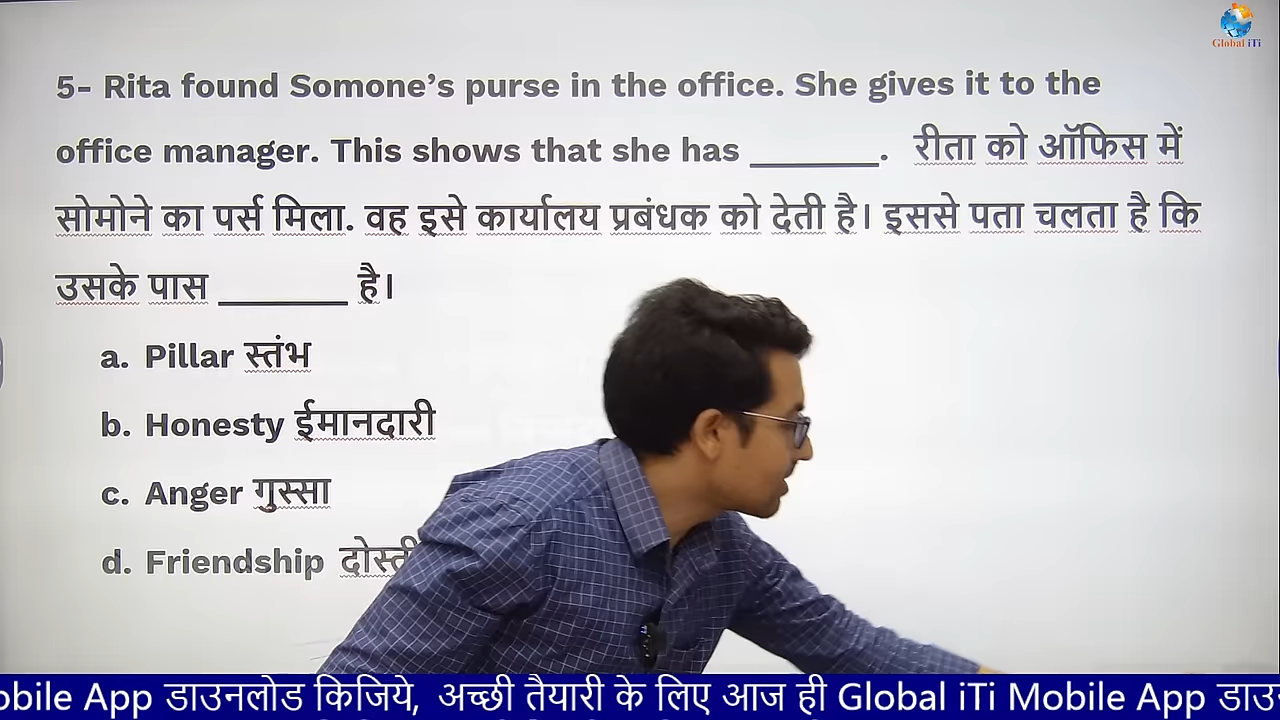 Global iTi
5- Rita found Somone’s purse in the office. She gives it to the
office manager. This shows that she has _______. रीता को ऑफिस में
सोमोने का पर्स मिला. वह इसे कार्यालय प्रबंधक को देती है। इससे पता चलता है कि
उसके पास _______ है।
a. Pillar स्तंभ
b. Honesty ईमानदारी
c. Anger गुस्सा
d. Friendship दोस्ती
Mobile App डाउनलोड किजिये, अच्छी तैयारी के लिए आज ही Global iTi Mobile App